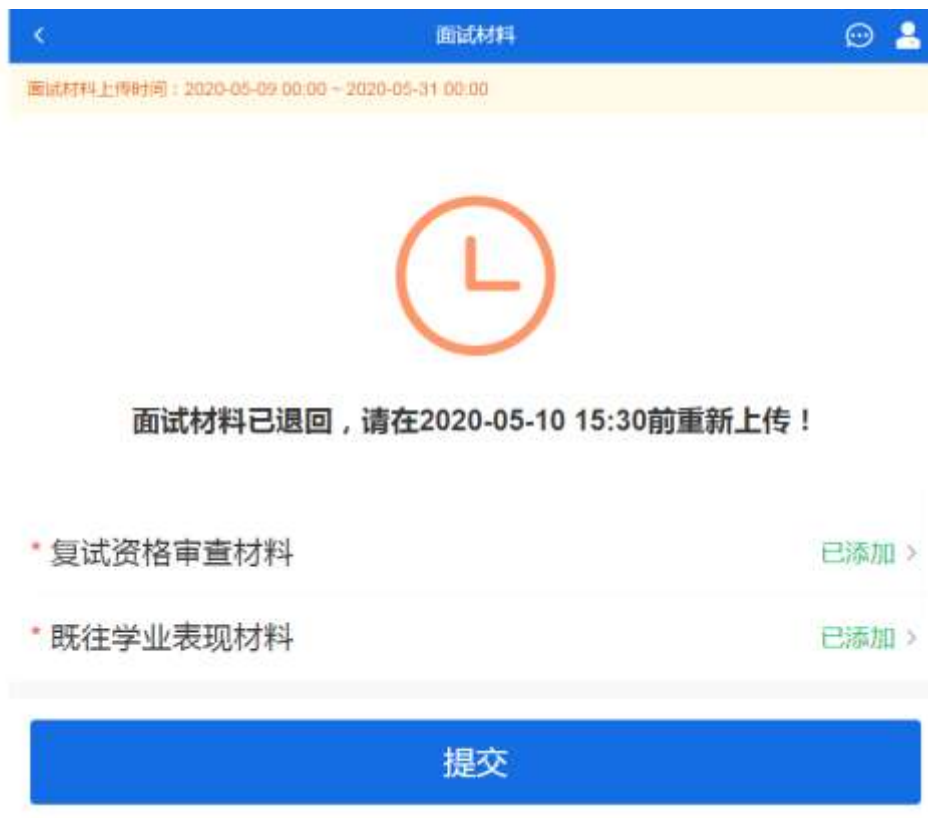 面试材料
面试材料上传时间：2020-05-09 00:00 ~ 2020-05-31 00:00
面试材料已退回，请在2020-05-10 15:30前重新上传！
* 复试资格审查材料 已添加 >
* 既往学业表现材料 已添加 >
提交